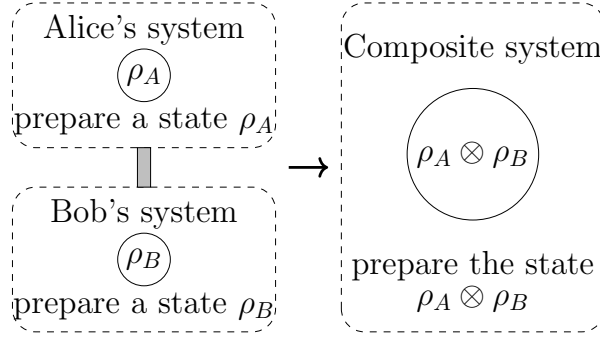 Alice's system
ρ_A
prepare a state ρ_A
Bob's system
ρ_B
prepare a state ρ_B
Composite system
ρ_A ⊗ ρ_B
prepare the state
ρ_A ⊗ ρ_B